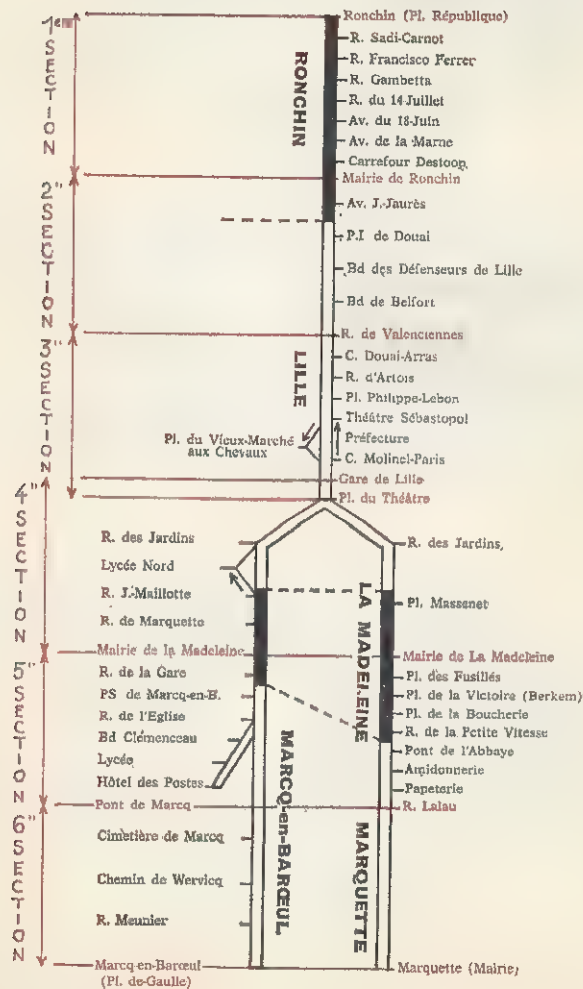 1ère SECTION
2" SECTION
3" SECTION
4" SECTION
5" SECTION
6" SECTION
RONCHIN
Ronchin (Pl. République)
R. Sadi-Carnot
R. Francisco Ferrer
R. Gambetta
R. du 14-Juillet
Av. du 18-Juin
Av. de la Marne
Carrefour Destoop
Mairie de Ronchin
Av. J.-Jaurès
P.I de Douai
Bd des Défenseurs de Lille
Bd de Belfort
R. de Valenciennes
LILLE
C. Douai-Arras
R. d'Artois
Pl. Philippe-Lebon
Théâtre Sébastopol
Pl. du Vieux-Marché
aux Chevaux
Préfecture
C. Molinel-Paris
Gare de Lille
Pl. du Théâtre
R. des Jardins
Lycée Nord
R. J.-Maillotte
R. de Marquette
Mairie de la Madeleine
R. de la Gare
PS de Marcq-en-B.
R. de l'Eglise
Bd Clémenceau
Lycée
Hôtel des Postes
Pont de Marcq
Cimetière de Marcq
Chemin de Wervicq
R. Meunier
Marcq-en-Barœul
(Pl. de-Gaulle)
MARCQ-en-BARŒUL
LA MADELEINE
MARQUETTE
R. des Jardins,
Pl. Massenet
Mairie de La Madeleine
Pl. des Fusillés
Pl. de la Victoire (Berkem)
Pl. de la Boucherie
R. de la Petite Vitesse
Pont de l'Abbaye
Amidonnerie
Papeterie
R. Lalau
Marquette (Mairie)